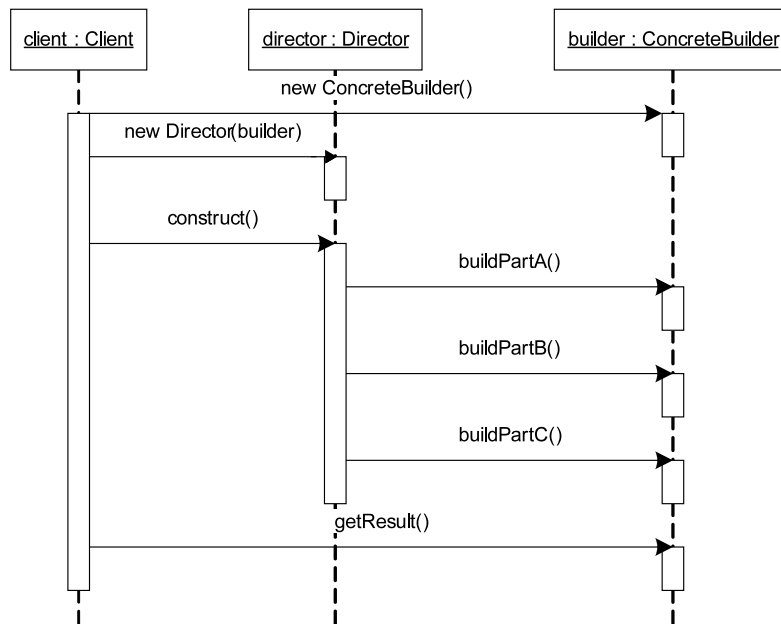 client : Client
director : Director
builder : ConcreteBuilder
new ConcreteBuilder()
new Director(builder)
construct()
buildPartA()
buildPartB()
buildPartC()
getResult()